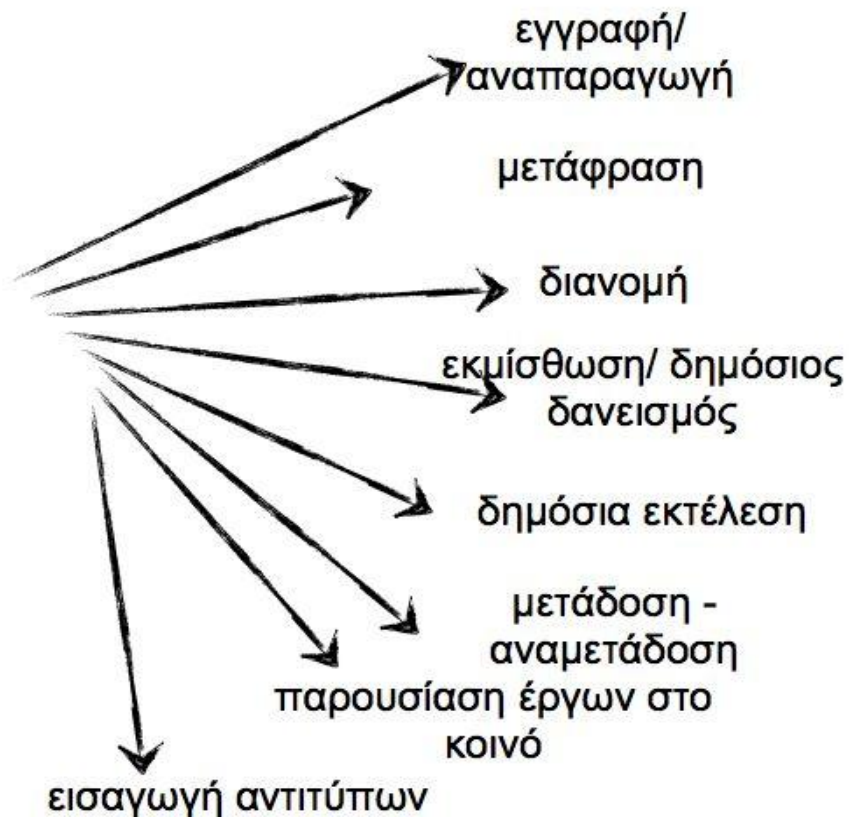 εγγραφή/
αναπαραγωγή
μετάφραση
διανομή
εκμίσθωση/ δημόσιος
δανεισμός
δημόσια εκτέλεση
μετάδοση -
αναμετάδοση
παρουσίαση έργων στο
κοινό
εισαγωγή αντιτύπων